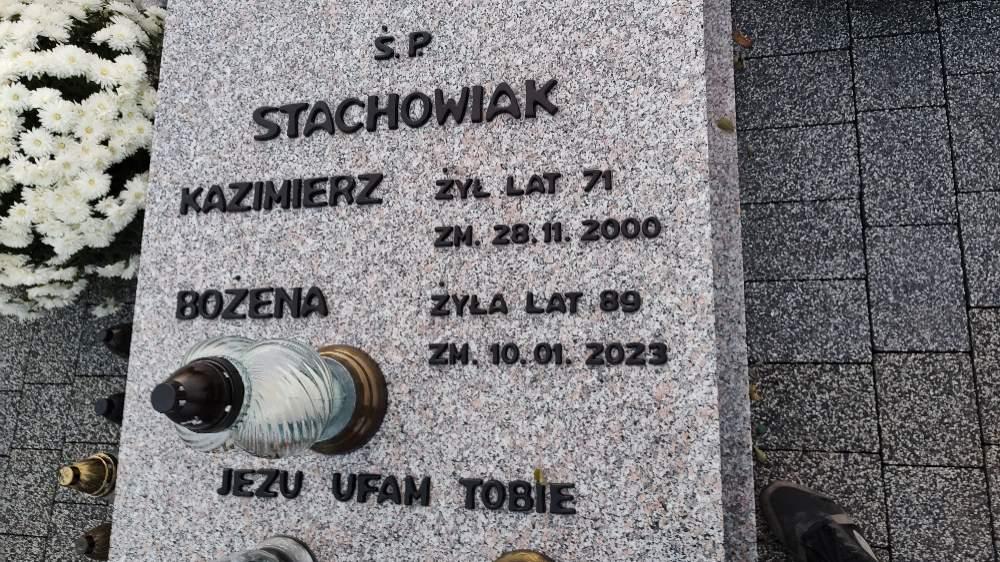 Ś. P.
STACHOWIAK
KAZIMIERZ ŻYŁ LAT 71
ZM. 28.11.2000
BOŻENA ŻYŁA LAT 89
ZM. 10.01.2023
JEZU UFAM TOBIE